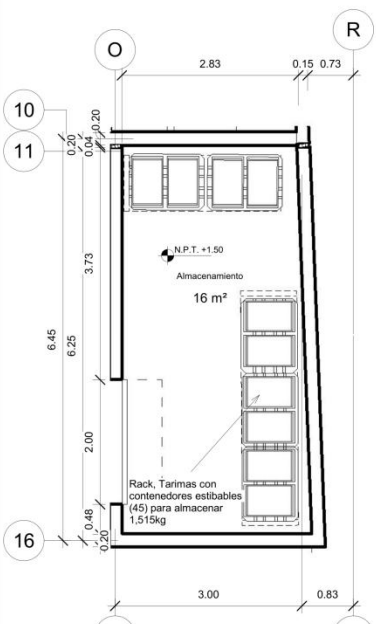 O
R
2.83
0.15
0.73
10
11
0.20
0.20
0.04
3.73
6.45
6.25
2.00
0.48
0.20
16
N.P.T. +1.50
Almacenamiento
16 m²
Rack, Tarimas con
contenedores estibables
(45) para almacenar
1,515kg
3.00
0.83